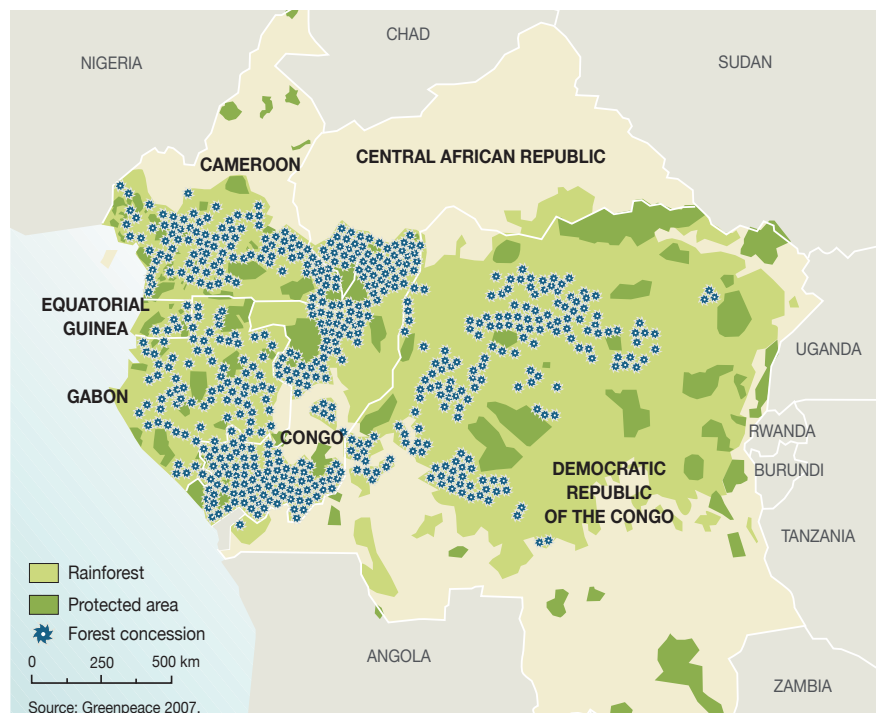 CHAD
NIGERIA
SUDAN
CAMEROON
CENTRAL AFRICAN REPUBLIC
EQUATORIAL
GUINEA
UGANDA
GABON
RWANDA
CONGO
BURUNDI
DEMOCRATIC
REPUBLIC
OF THE CONGO
TANZANIA
Rainforest
Protected area
Forest concession
0 250 500 km
ANGOLA
ZAMBIA
Source: Greenpeace 2007.